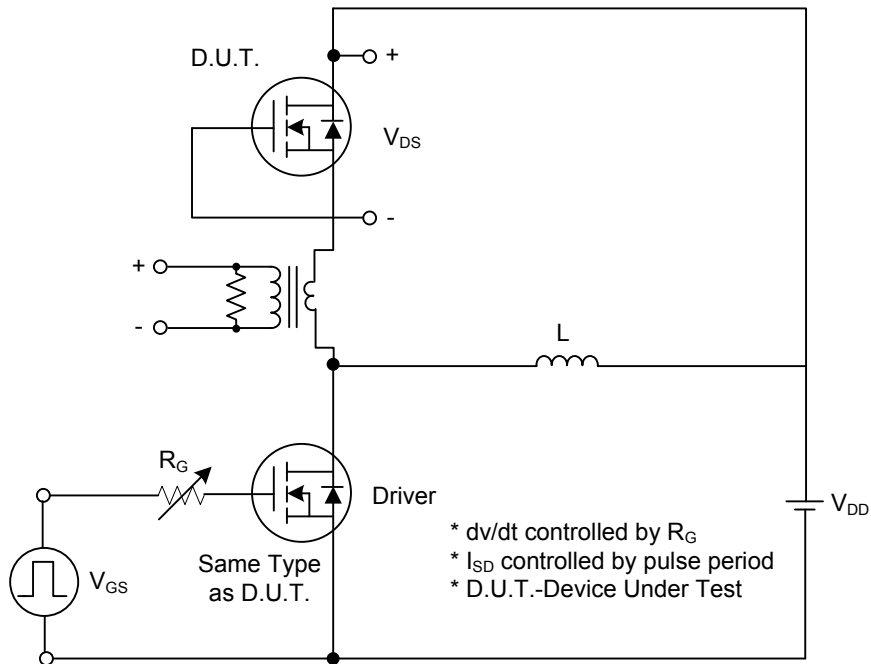 D.U.T.
+
VDS
-
+
-
L
RG
Driver
VDD
VGS
Same Type
as D.U.T.
* dv/dt controlled by RG
* ISD controlled by pulse period
* D.U.T.-Device Under Test